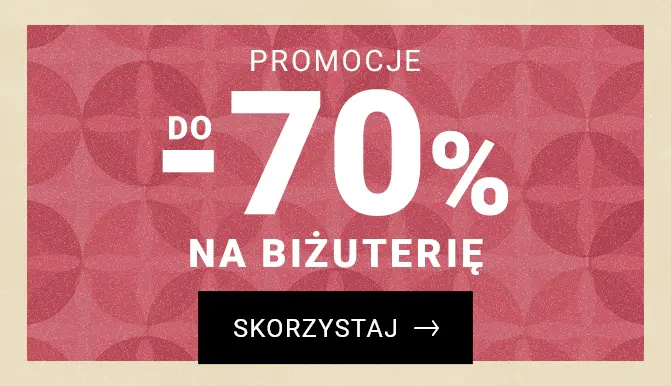 PROMOCJE
DO
-70%
NA BIŻUTERIĘ
SKORZYSTAJ →